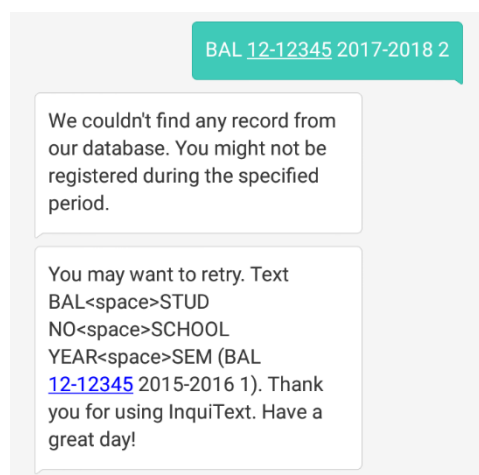 BAL 12-12345 2017-2018 2
We couldn't find any record from
our database. You might not be
registered during the specified
period.
You may want to retry. Text
BAL<space>STUD
NO<space>SCHOOL
YEAR<space>SEM (BAL
12-12345 2015-2016 1). Thank
you for using InquiText. Have a
great day!